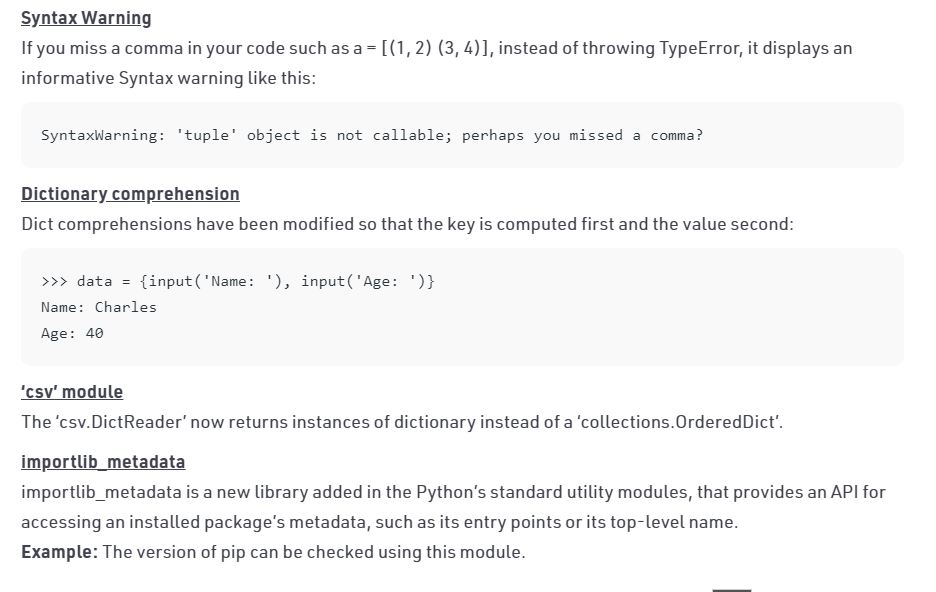 Syntax Warning
If you miss a comma in your code such as a = [(1, 2) (3, 4)], instead of throwing TypeError, it displays an
informative Syntax warning like this:
SyntaxWarning: 'tuple' object is not callable; perhaps you missed a comma?
Dictionary comprehension
Dict comprehensions have been modified so that the key is computed first and the value second:
>>> data = {input('Name: '), input('Age: ')}
Name: Charles
Age: 40
‘csv’ module
The ‘csv.DictReader’ now returns instances of dictionary instead of a ‘collections.OrderedDict’.
importlib_metadata
importlib_metadata is a new library added in the Python’s standard utility modules, that provides an API for
accessing an installed package’s metadata, such as its entry points or its top-level name.
Example: The version of pip can be checked using this module.